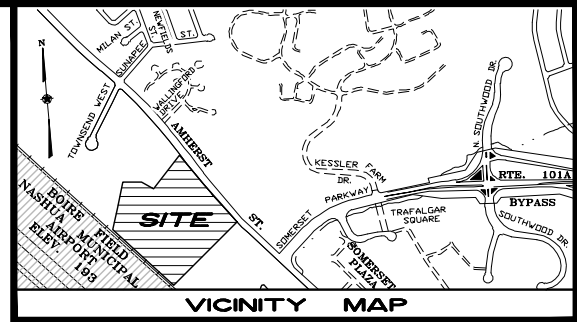 MILAN ST.
NEWFIELDS
ST.
ST.
SUNAPEE
N
WALLINGFORD
DRIVE
TOWNSEND WEST
AMHERST
ST.
N. SOUTHWOOD DR.
KESSLER FARM
DR.
RTE. 101A
PARKWAY
SOMERSET
BYPASS
TRAFALGAR
SQUARE
SOUTHWOOD DR.
SITE
BOIRE FIELD
NASHUA MUNICIPAL
AIRPORT
ELEV. 193
SOMERSET
PLAZA
VICINITY MAP